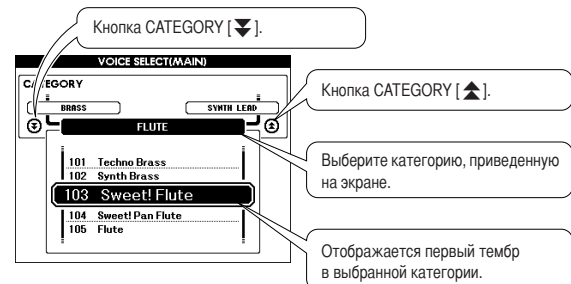 Кнопка CATEGORY [ ].
VOICE SELECT(MAIN)
CATEGORY
BRASS
SYNTH LEAD
FLUTE
Кнопка CATEGORY [ ].
101 Techno Brass
102 Synth Brass
103 Sweet! Flute
104 Sweet! Pan Flute
105 Flute
Выберите категорию, приведенную
на экране.
Отображается первый тембр
в выбранной категории.